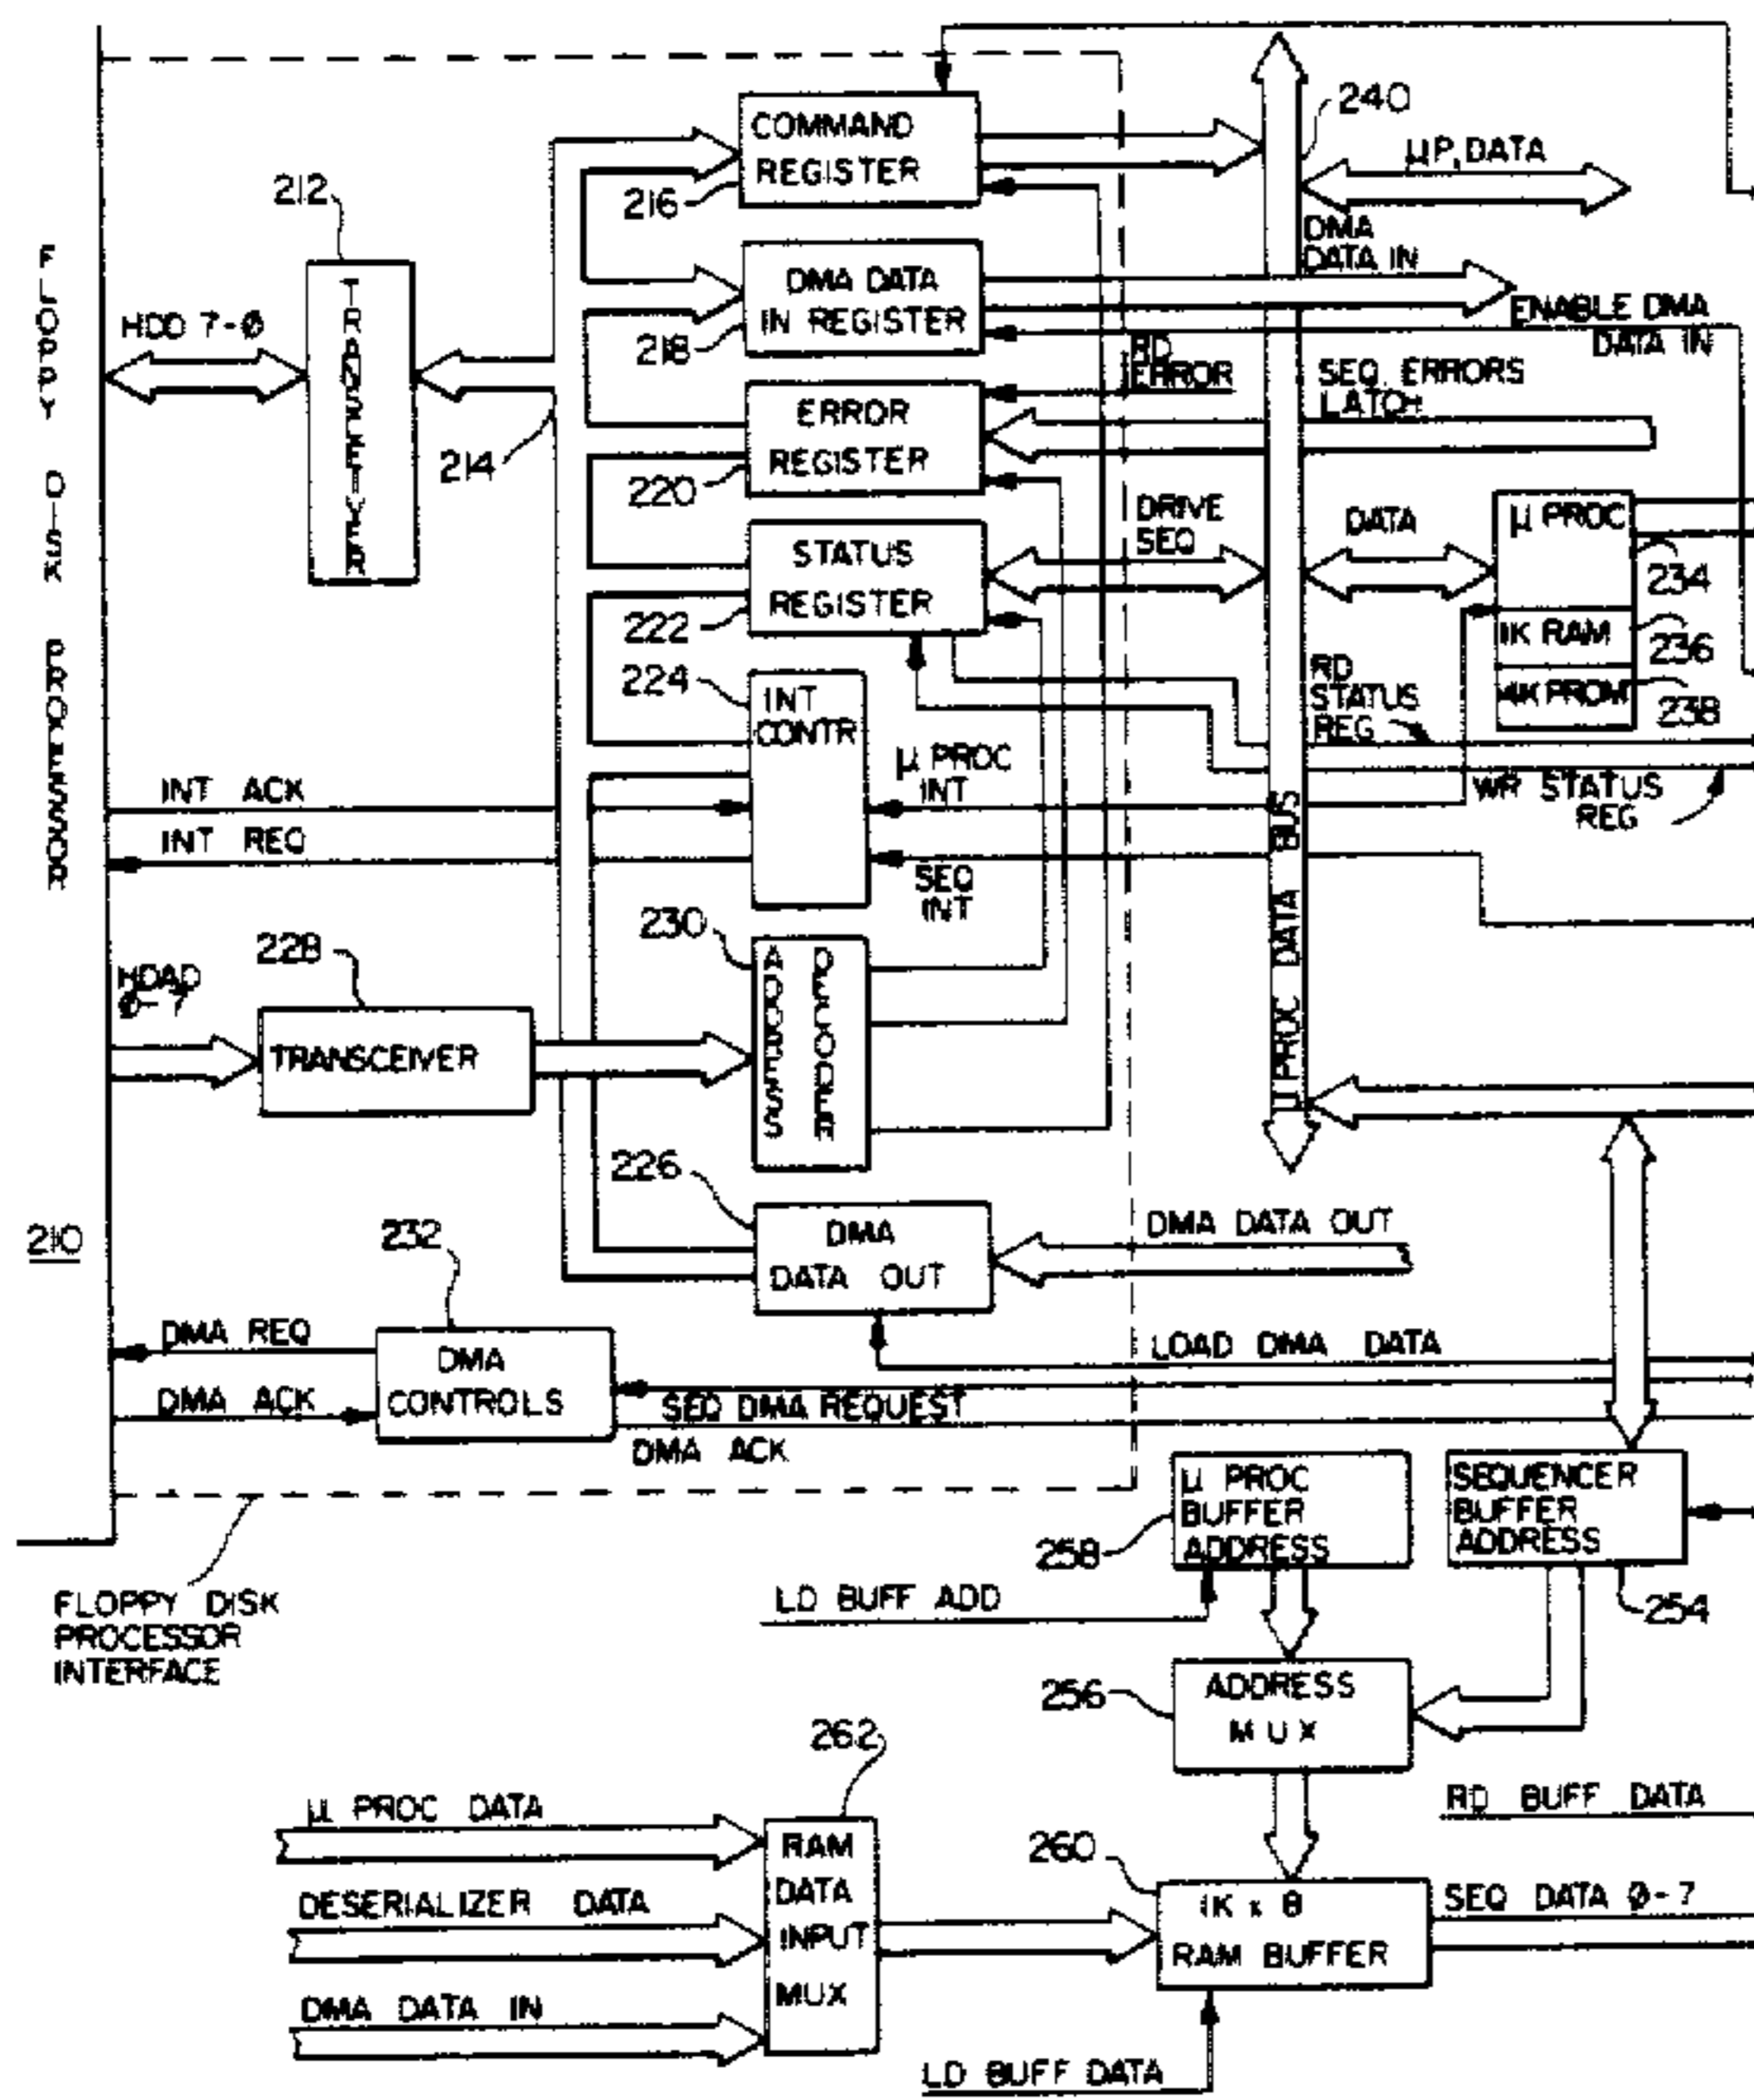 COMMAND
REGISTER
216
240
µP DATA
212
TRANSCEIVER
HDD 7-0
214
DMA DATA
IN REGISTER
218
DMA
DATA IN
ENABLE DMA
DATA IN
RD
ERROR
SEQ ERRORS
LATCH
ERROR
REGISTER
220
FLOPPY DISK PROCESSOR
STATUS
REGISTER
222
DRIVE
SEQ
DATA
µ PROC
234
1K RAM
236
4K PROM
238
224
INT
CONTR
RD
STATUS
REG
WR STATUS
REG
µ PROC
INT
INT ACK
INT REQ
SEQ
INT
µ PROC DATA BUS
230
ADDRESS
DECODE
228
HDAD
0-7
TRANSCEIVER
226
DMA
DATA OUT
DMA DATA OUT
210
232
DMA REQ
DMA
CONTROLS
DMA ACK
LOAD DMA DATA
SEQ DMA REQUEST
DMA ACK
µ PROC
BUFFER
ADDRESS
258
SEQUENCER
BUFFER
ADDRESS
254
FLOPPY DISK
PROCESSOR
INTERFACE
LD BUFF ADD
ADDRESS
MUX
256
262
RD BUFF DATA
µ PROC DATA
RAM
DATA
INPUT
MUX
DESERIALIZER DATA
DMA DATA IN
260
1K x 8
RAM BUFFER
SEQ DATA 0-7
LD BUFF DATA